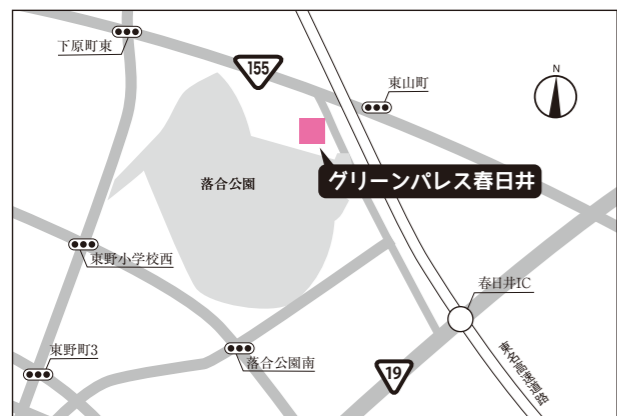 下原町東
155
東山町
N
落合公園
グリーンパレス春日井
東野小学校西
春日井IC
東野町3
落合公園南
19
東名高速道路